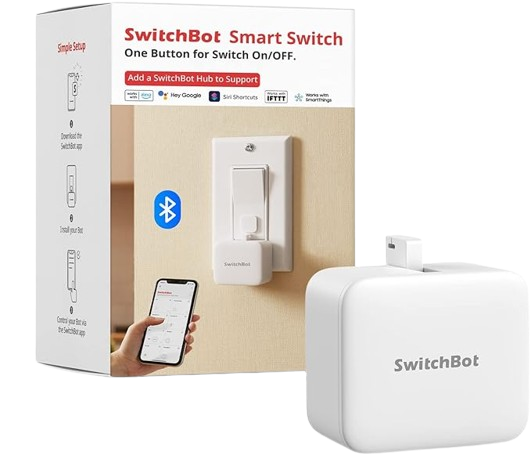 SwitchBot Smart Switch
One Button for Switch On/OFF.
Add a SwitchBot Hub to Support
Hey Google
Siri Shortcuts
IFTTT
Works with
SmartThings
Simple Setup
Download the
SwitchBot app
Install your Bot
Control your Bot via
the SwitchBot app
SwitchBot
SwitchBot